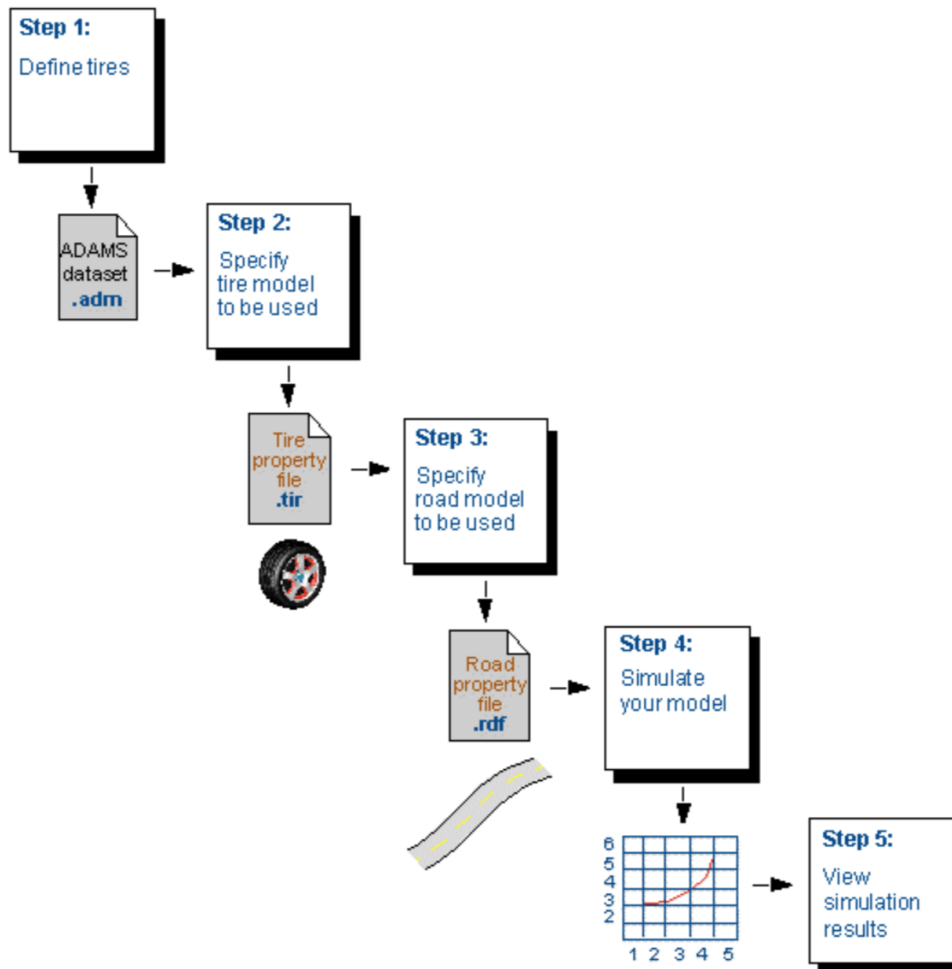 Step 1:
Define tires
ADAMS
dataset
.adm
Step 2:
Specify
tire model
to be used
Tire
property
file
.tir
Step 3:
Specify
road model
to be used
Road
property
file
.rdf
Step 4:
Simulate
your model
6
5
4
3
2
1 2 3 4 5
Step 5:
View
simulation
results